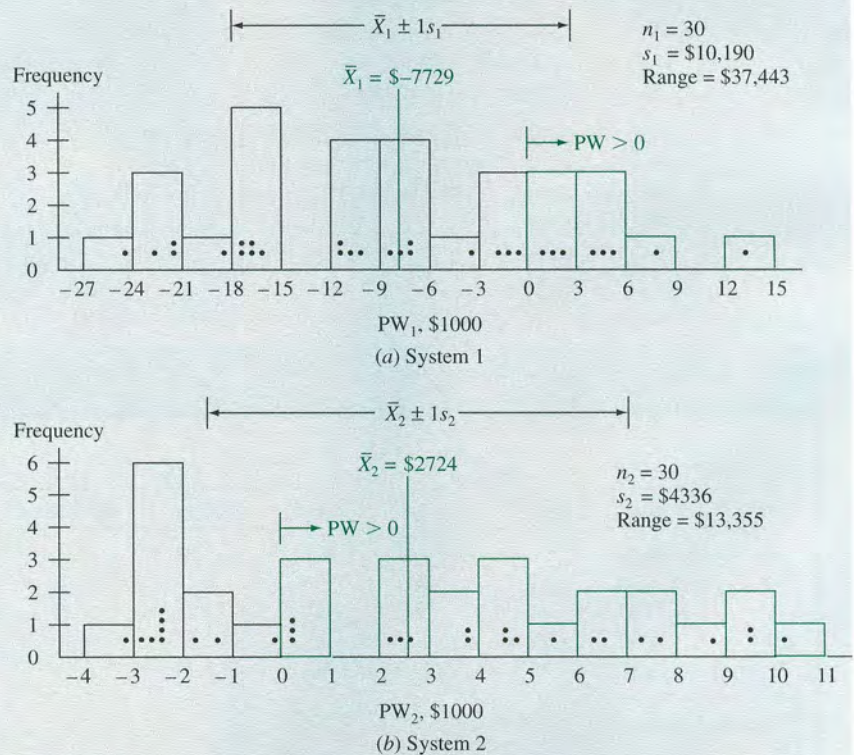 X̄₁ ± 1s₁
n₁ = 30
s₁ = $10,190
Range = $37,443
Frequency
X̄₁ = $–7729
PW > 0
5
4
3
2
1
0
–27 –24 –21 –18 –15 –12 –9 –6 –3 0 3 6 9 12 15
PW₁, $1000
(a) System 1
X̄₂ ± 1s₂
Frequency
X̄₂ = $2724
n₂ = 30
s₂ = $4336
Range = $13,355
PW > 0
6
5
4
3
2
1
0
–4 –3 –2 –1 0 1 2 3 4 5 6 7 8 9 10 11
PW₂, $1000
(b) System 2